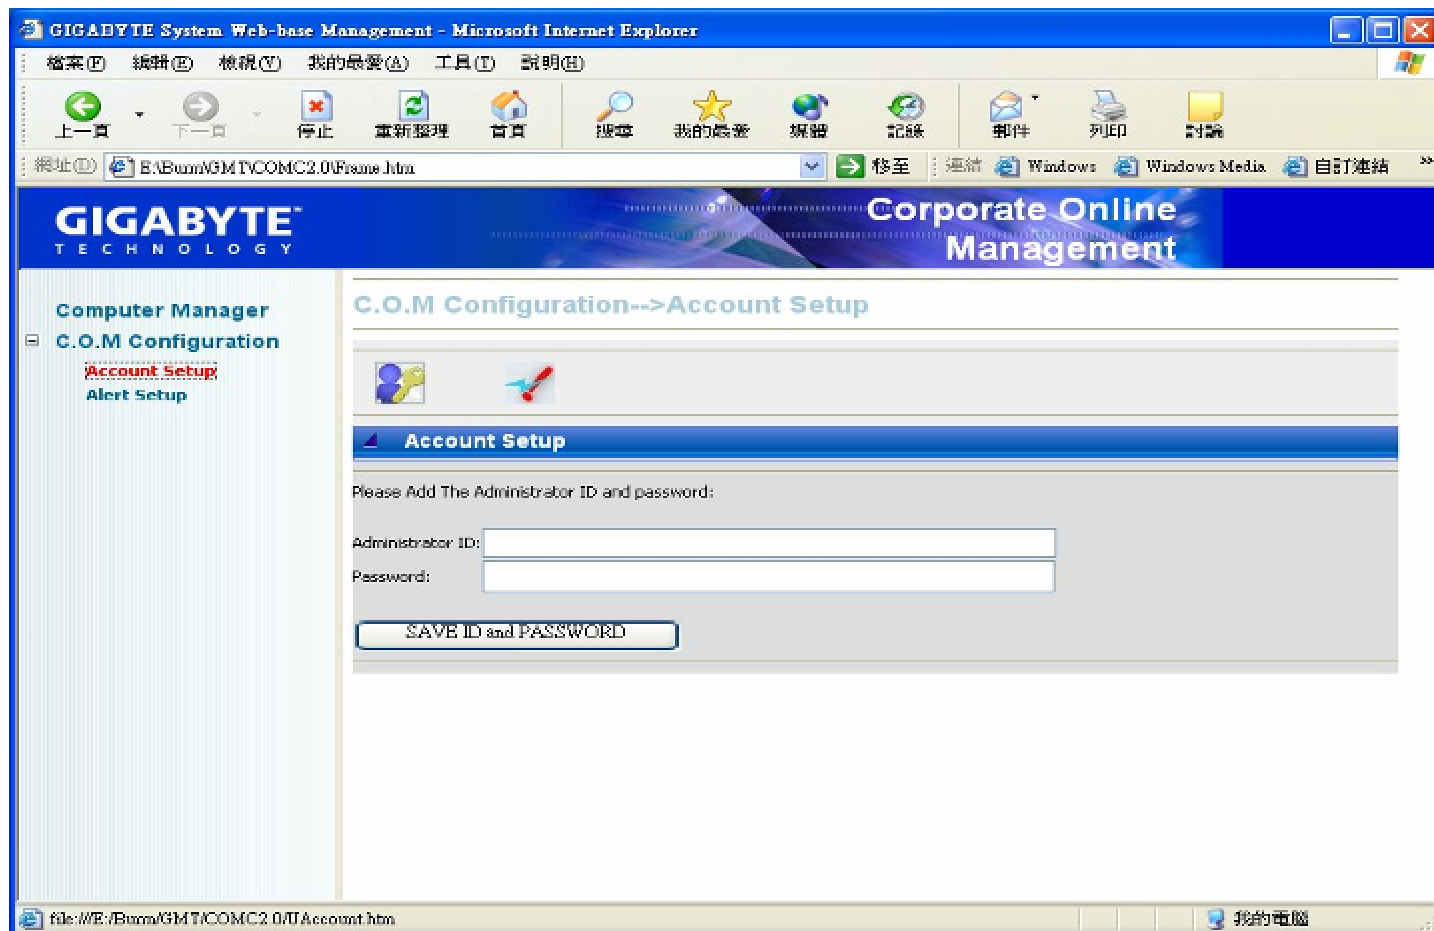 GIGABYTE System Web-base Management - Microsoft Internet Explorer
檔案(F) 編輯(E) 檢視(V) 我的最愛(A) 工具(T) 說明(H)
上一頁 下一頁 停止 重新整理 首頁 搜尋 我的最愛 媒體 記錄 郵件 列印 討論
網址(D) E:\Bunn\GMT\COMC2.0\Frame.htm 移至 連結 Windows Windows Media 自訂連結 »
GIGABYTE™
TECHNOLOGY
Corporate Online
Management
Computer Manager
C.O.M Configuration
Account Setup
Alert Setup
C.O.M Configuration-->Account Setup
Account Setup
Please Add The Administrator ID and password:
Administrator ID:
Password:
SAVE ID and PASSWORD
file:///E:/Bunn/GMT/COMC2.0/UAccount.htm 我的電腦